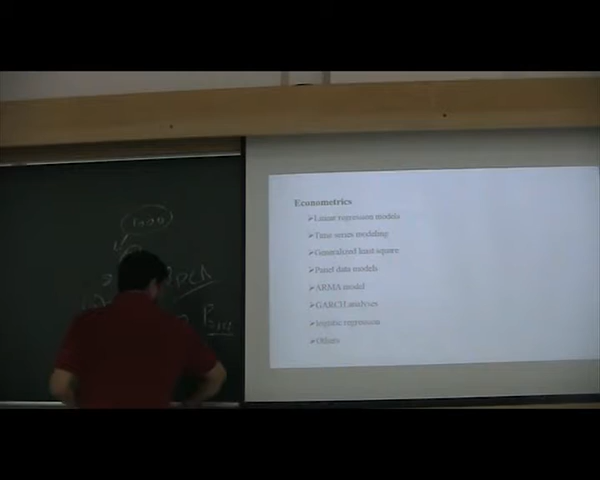 Econometrics
➢Linear regression models
➢Time series modeling
➢Generalized least square
➢Panel data models
➢ARMA model
➢GARCH analyses
➢logistic regression
➢Others